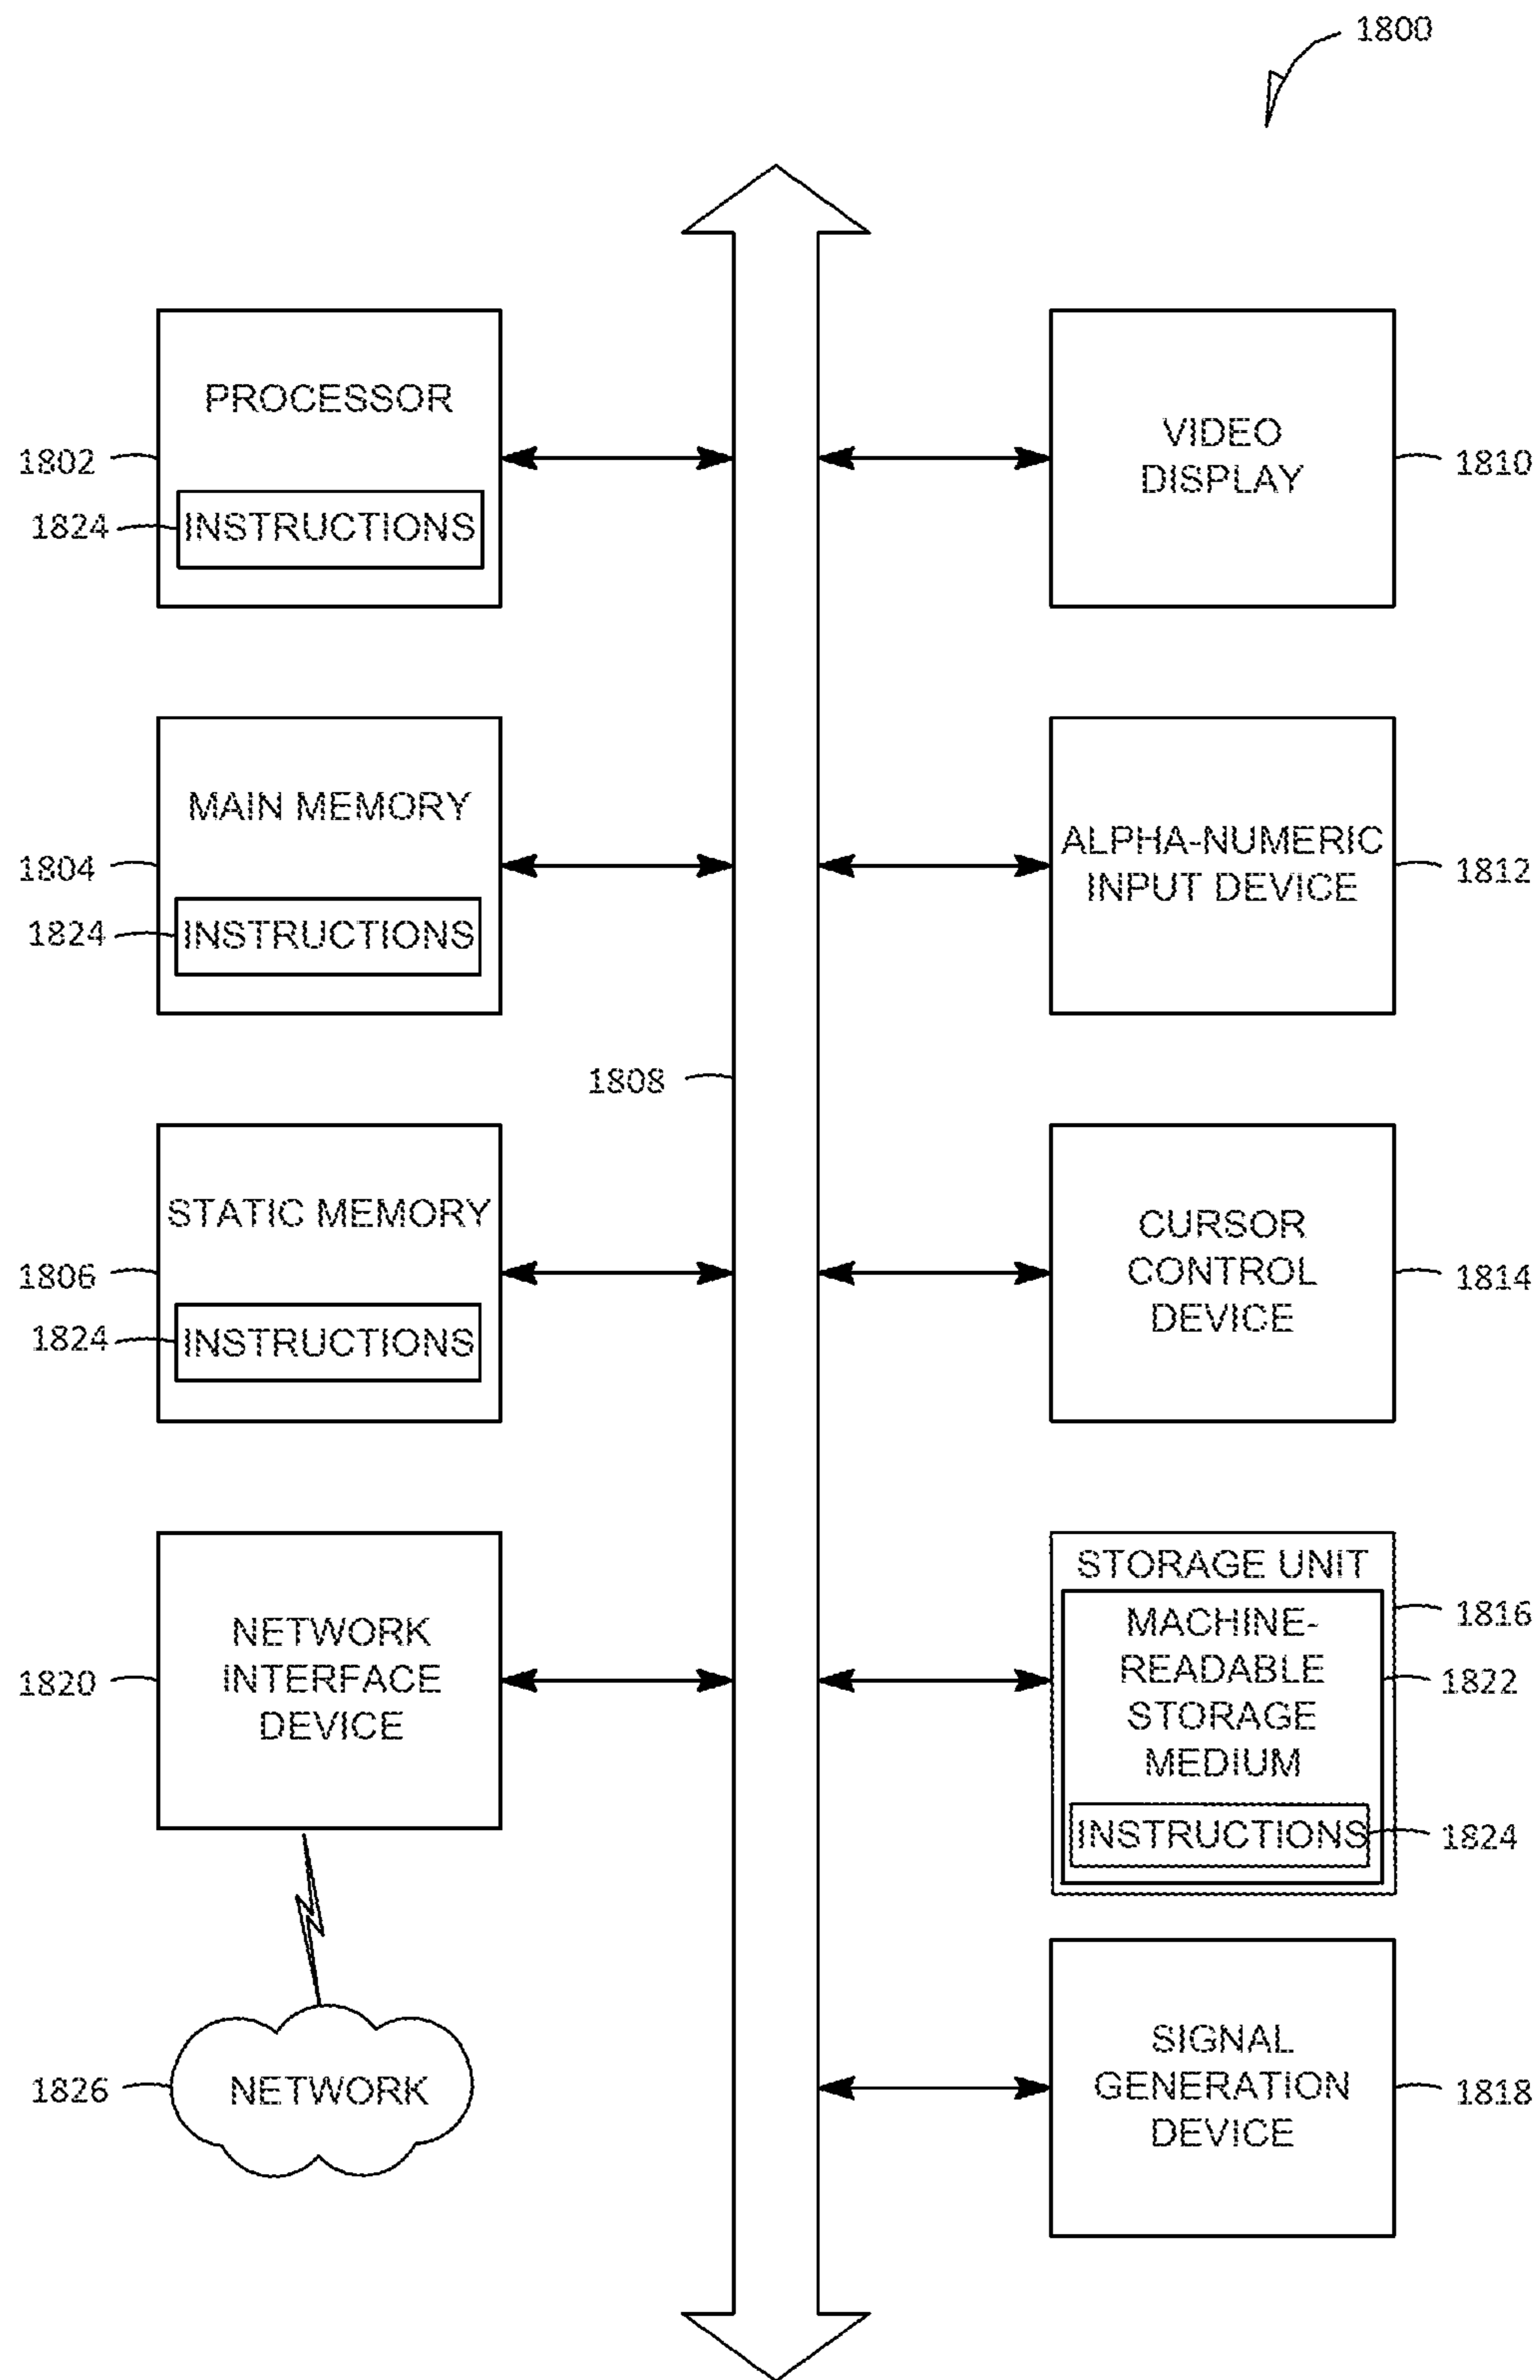 1800
PROCESSOR
1802
1824
INSTRUCTIONS
VIDEO
DISPLAY
1810
MAIN MEMORY
1804
1824
INSTRUCTIONS
ALPHA-NUMERIC
INPUT DEVICE
1812
1808
STATIC MEMORY
1806
1824
INSTRUCTIONS
CURSOR
CONTROL
DEVICE
1814
NETWORK
INTERFACE
DEVICE
1820
STORAGE UNIT
1816
MACHINE-
READABLE
STORAGE
MEDIUM
1822
INSTRUCTIONS
1824
NETWORK
1826
SIGNAL
GENERATION
DEVICE
1818